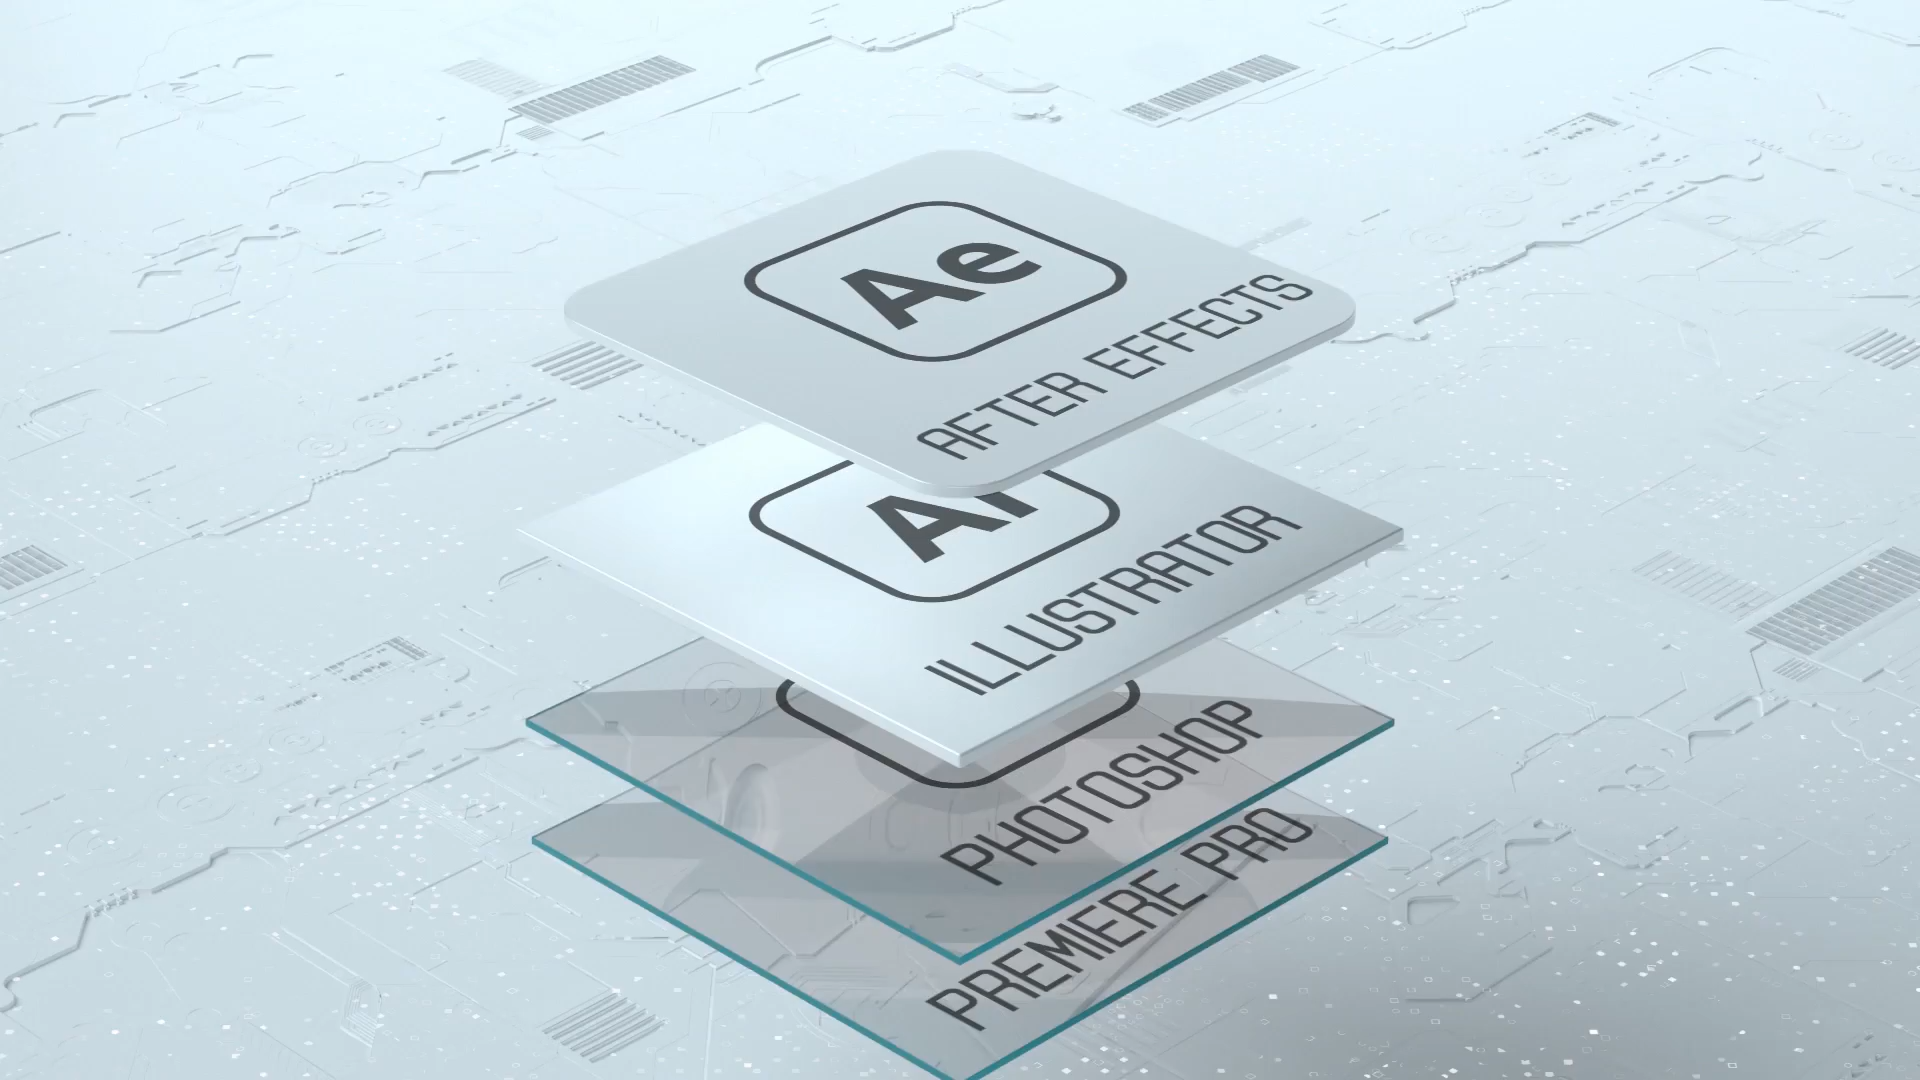 Ae
AFTER EFFECTS
Ai
ILLUSTRATOR
PHOTOSHOP
PREMIERE PRO